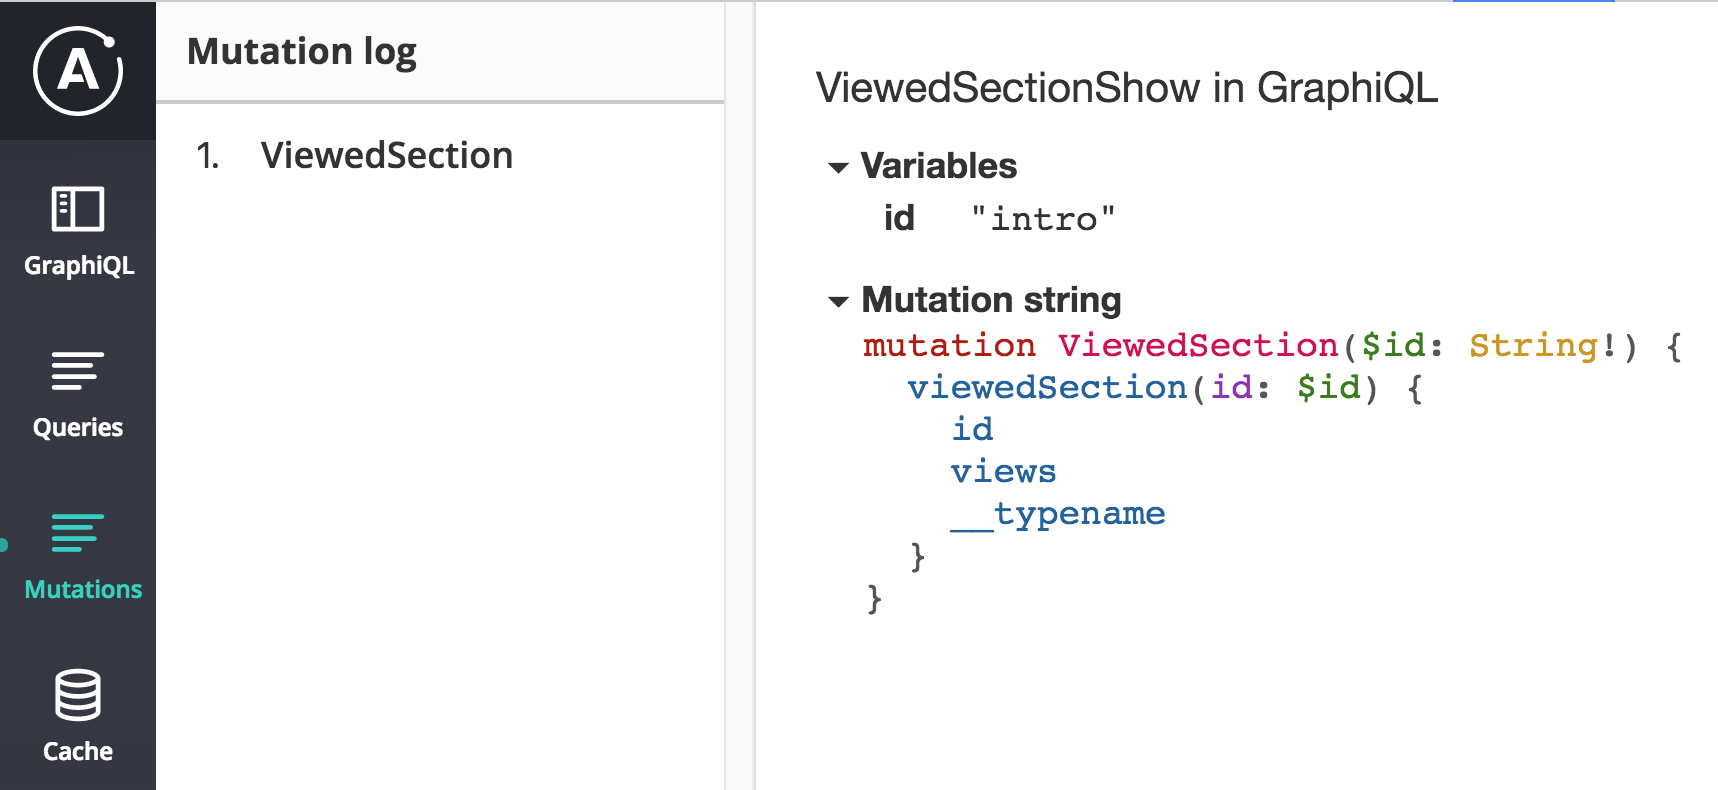 A
GraphiQL
Queries
Mutations
Cache
Mutation log
1. ViewedSection
ViewedSectionShow in GraphiQL
Variables
id "intro"
Mutation string
mutation ViewedSection($id: String!) {
viewedSection(id: $id) {
id
views
__typename
}
}